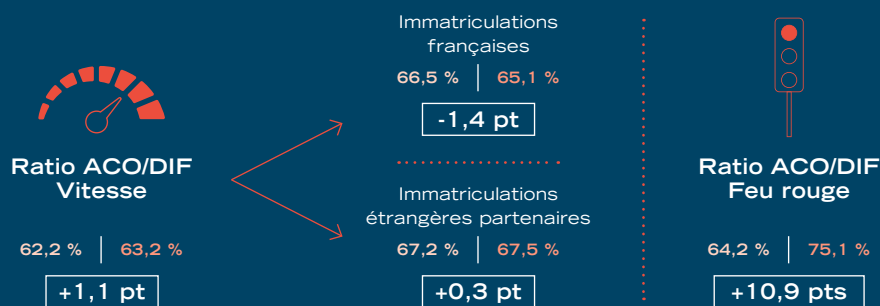 Ratio ACO/DIF
Vitesse
62,2 % | 63,2 %
+1,1 pt
Immatriculations
françaises
66,5 % | 65,1 %
-1,4 pt
Immatriculations
étrangères partenaires
67,2 % | 67,5 %
+0,3 pt
Ratio ACO/DIF
Feu rouge
64,2 % | 75,1 %
+10,9 pts